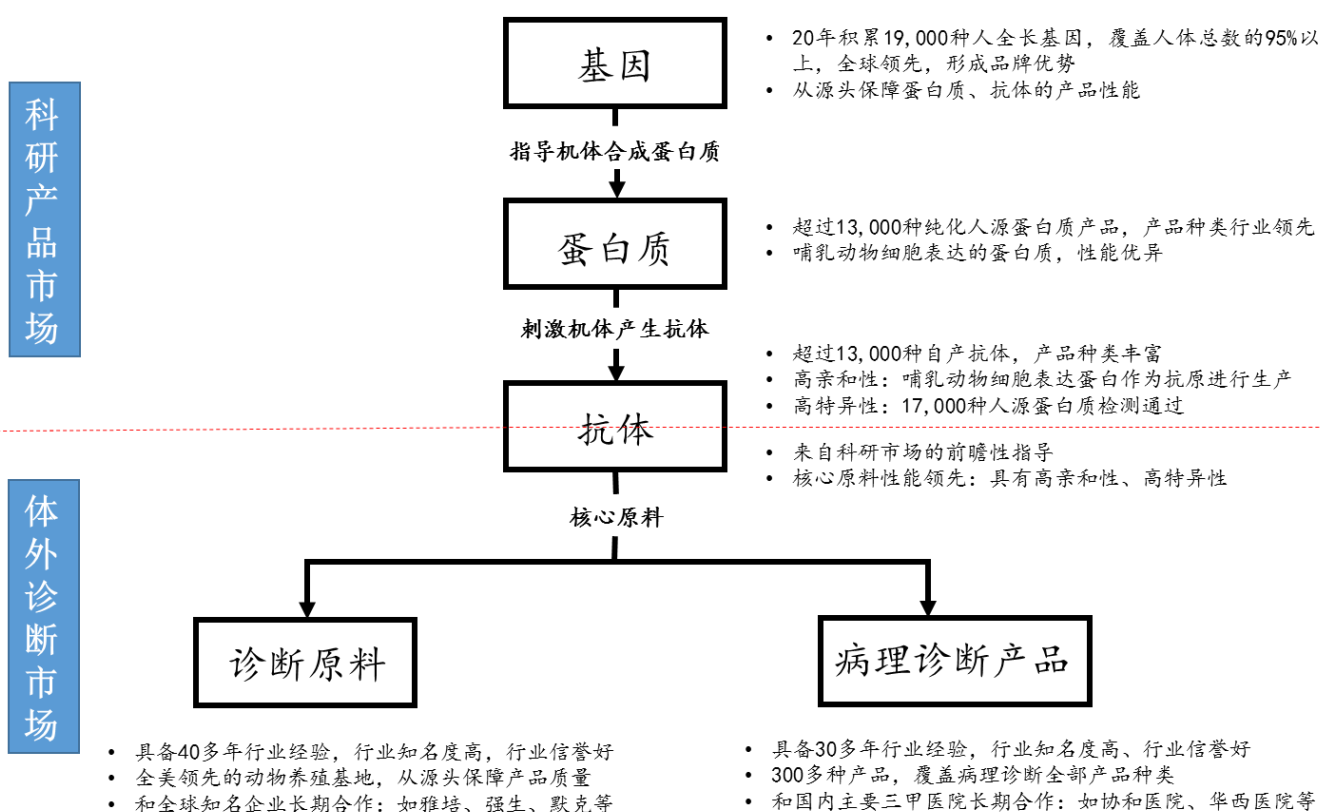 基因
• 20年积累19,000种人全长基因，覆盖人体总数的95%以
上，全球领先，形成品牌优势
• 从源头保障蛋白质、抗体的产品性能
科研产品市场
指导机体合成蛋白质
蛋白质
• 超过13,000种纯化人源蛋白质产品，产品种类行业领先
• 哺乳动物细胞表达的蛋白质，性能优异
刺激机体产生抗体
• 超过13,000种自产抗体，产品种类丰富
• 高亲和性：哺乳动物细胞表达蛋白作为抗原进行生产
• 高特异性：17,000种人源蛋白质检测通过
抗体
• 来自科研市场的前瞻性指导
• 核心原料性能领先：具有高亲和性、高特异性
体外诊断市场
核心原料
诊断原料
病理诊断产品
• 具备40多年行业经验，行业知名度高，行业信誉好
• 全美领先的动物养殖基地，从源头保障产品质量
• 和全球知名企业长期合作：如雅培、强生、默克等
• 具备30多年行业经验，行业知名度高、行业信誉好
• 300多种产品，覆盖病理诊断全部产品种类
• 和国内主要三甲医院长期合作：如协和医院、华西医院等